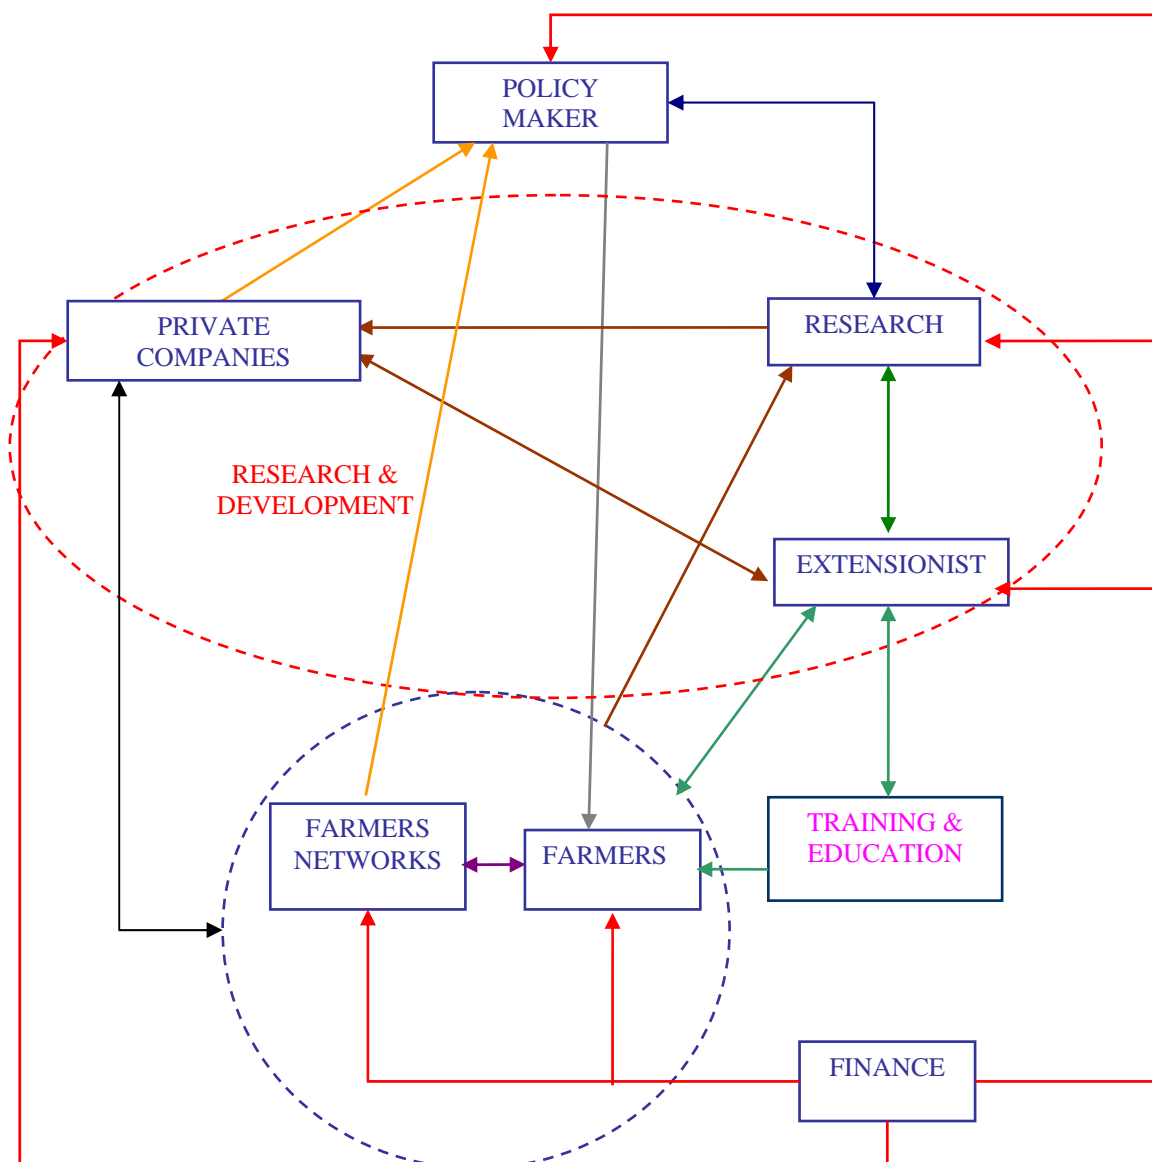 POLICY
MAKER
PRIVATE
COMPANIES
RESEARCH
RESEARCH &
DEVELOPMENT
EXTENSIONIST
FARMERS
NETWORKS
FARMERS
TRAINING &
EDUCATION
FINANCE